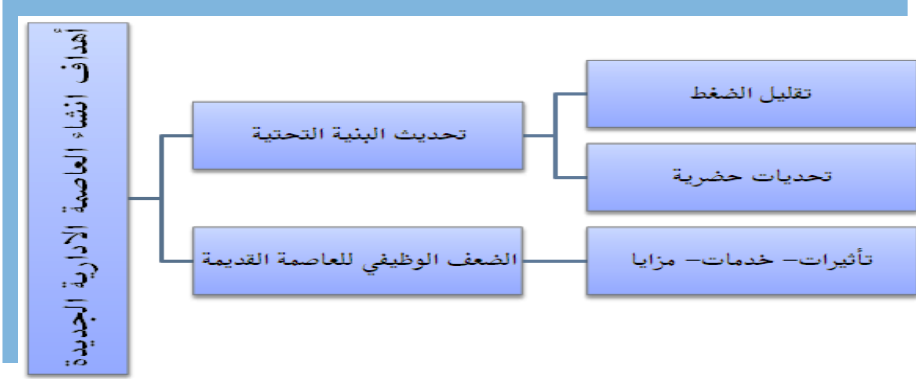 أهداف انشاء العاصمة الادارية الجديدة
تحديث البنية التحتية
تقليل الضغط
تحديات حضرية
الضعف الوظيفي للعاصمة القديمة
تأثيرات– خدمات– مزايا